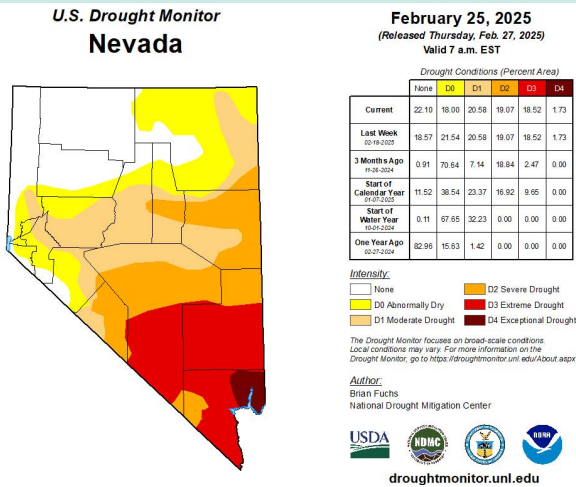 U.S. Drought Monitor
Nevada
February 25, 2025
(Released Thursday, Feb. 27, 2025)
Valid 7 a.m. EST
Drought Conditions (Percent Area)
None D0 D1 D2 D3 D4
Current 22.10 18.00 20.58 19.07 18.52 1.73
Last Week 18.57 21.54 20.58 19.07 18.52 1.73
02-18-2025
3 Months Ago 0.91 70.64 7.14 18.84 2.47 0.00
11-26-2024
Start of
Calendar Year 11.52 38.54 23.37 16.92 9.65 0.00
01-07-2025
Start of
Water Year 0.11 67.65 32.23 0.00 0.00 0.00
10-01-2024
One Year Ago 82.96 15.63 1.42 0.00 0.00 0.00
02-27-2024
Intensity:
None D2 Severe Drought
D0 Abnormally Dry D3 Extreme Drought
D1 Moderate Drought D4 Exceptional Drought
The Drought Monitor focuses on broad-scale conditions.
Local conditions may vary. For more information on the
Drought Monitor, go to https://droughtmonitor.unl.edu/About.aspx
Author:
Brian Fuchs
National Drought Mitigation Center
USDA NDMC NOAA
droughtmonitor.unl.edu